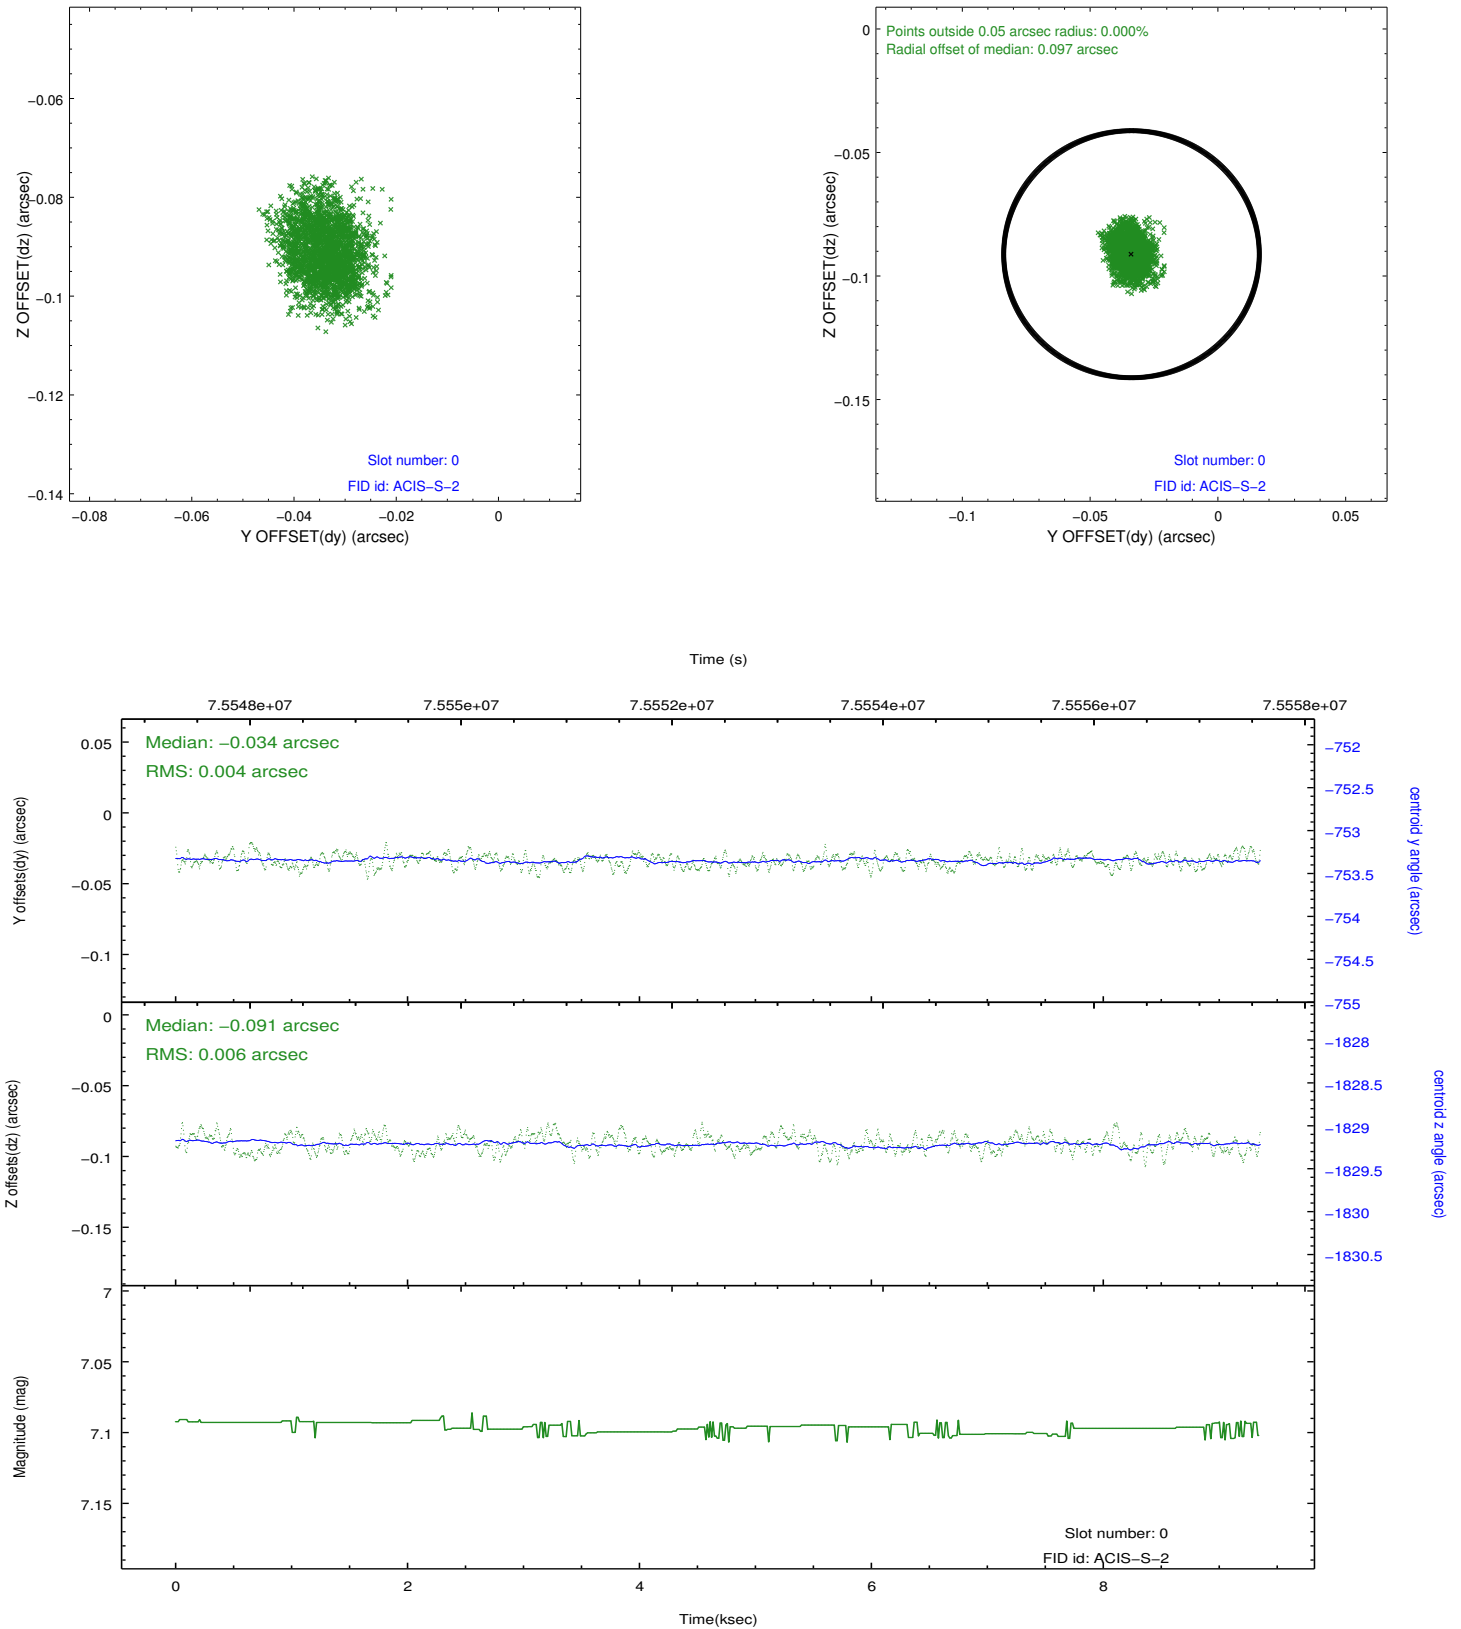 −0.06
−0.08
−0.1
−0.12
−0.14
Z OFFSET(dz) (arcsec)
−0.08 −0.06 −0.04 −0.02 0
Y OFFSET(dy) (arcsec)
Slot number: 0
FID id: ACIS−S−2
Points outside 0.05 arcsec radius: 0.000%
Radial offset of median: 0.097 arcsec
0
−0.05
−0.1
−0.15
Z OFFSET(dz) (arcsec)
−0.1 −0.05 0 0.05
Y OFFSET(dy) (arcsec)
Slot number: 0
FID id: ACIS−S−2
Time (s)
7.5548e+07 7.555e+07 7.5552e+07 7.5554e+07 7.5556e+07 7.5558e+07
Median: −0.034 arcsec
RMS: 0.004 arcsec
0.05
0
−0.05
−0.1
Y offsets(dy) (arcsec)
−752
−752.5
−753
−753.5
−754
−754.5
−755
centroid y angle (arcsec)
Median: −0.091 arcsec
RMS: 0.006 arcsec
0
−0.05
−0.1
−0.15
Z offsets(dz) (arcsec)
−1828
−1828.5
−1829
−1829.5
−1830
−1830.5
centroid z angle (arcsec)
7
7.05
7.1
7.15
Magnitude (mag)
Slot number: 0
FID id: ACIS−S−2
0 2 4 6 8
Time(ksec)